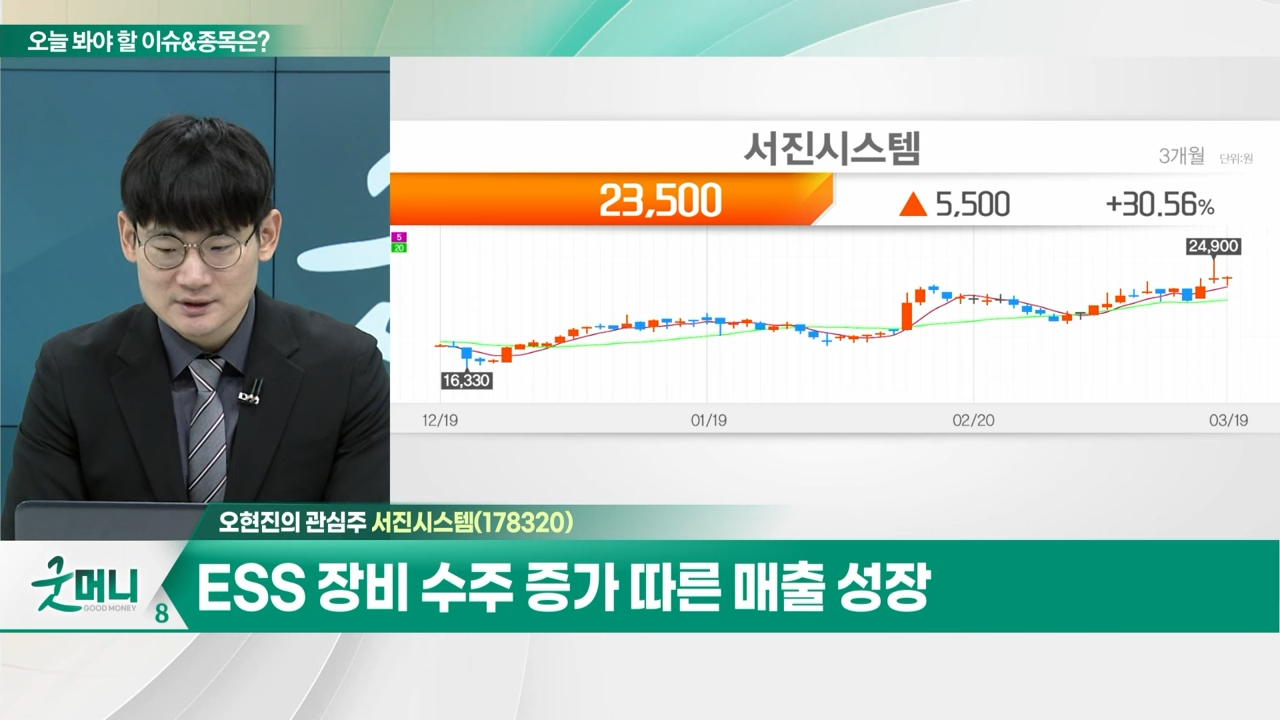 오늘 봐야 할 이슈&종목은?
서진시스템
3개월 단위:원
23,500 ▲ 5,500 +30.56%
5
20
24,900
16,330
12/19 01/19 02/20 03/19
오현진의 관심주 서진시스템(178320)
굿머니
GOOD MONEY
8
ESS 장비 수주 증가 따른 매출 성장